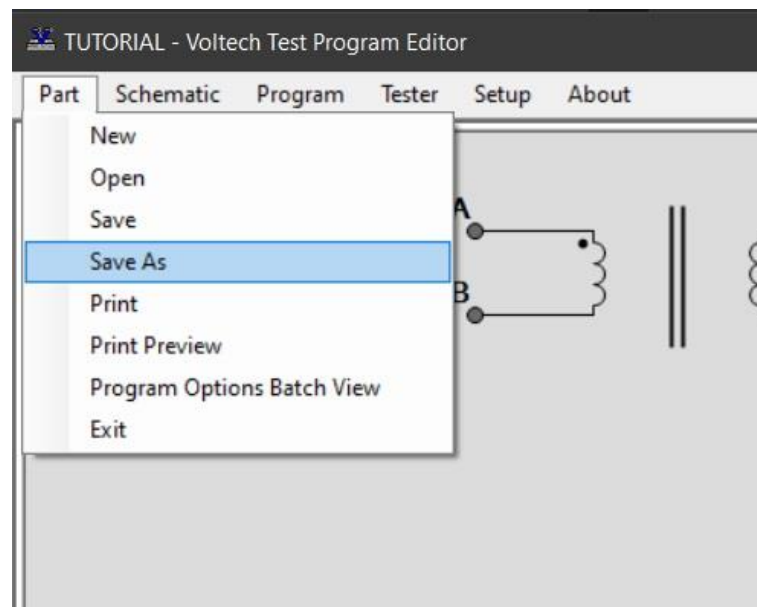 TUTORIAL - Voltech Test Program Editor
Part Schematic Program Tester Setup About
New
Open
Save
Save As
Print
Print Preview
Program Options Batch View
Exit
A
B